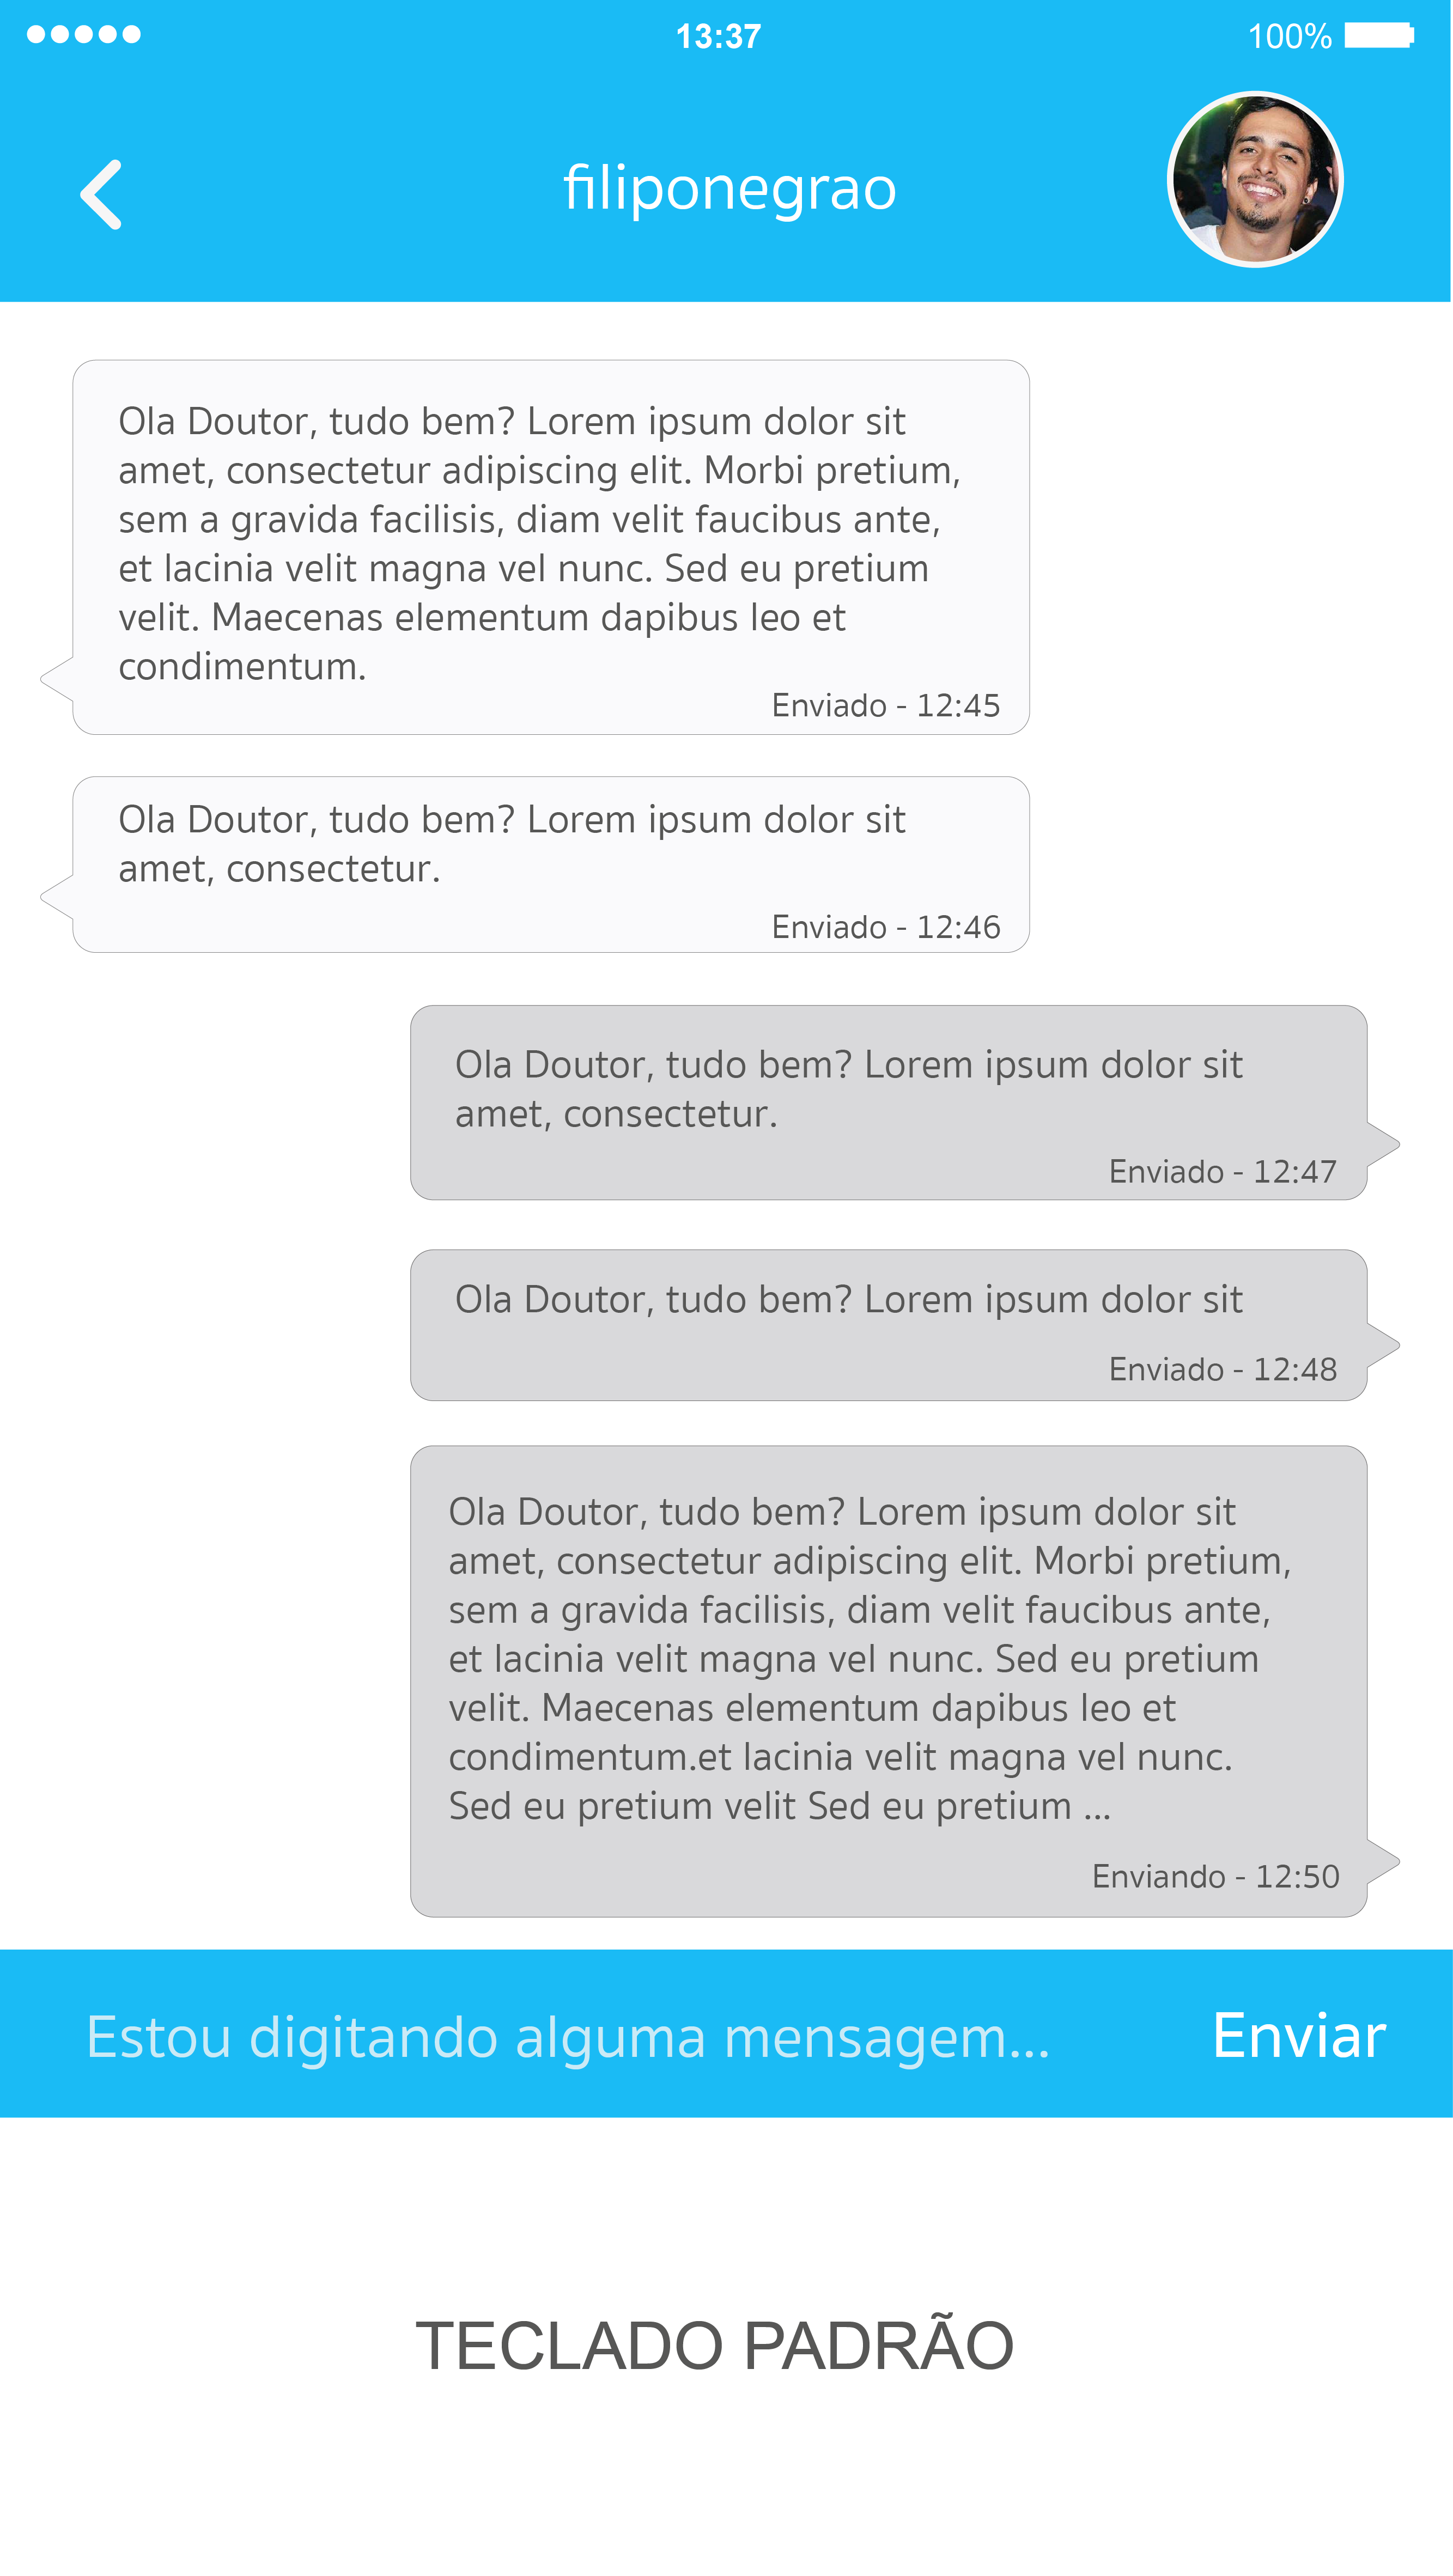 13:37
100%
filiponegrao
Ola Doutor, tudo bem? Lorem ipsum dolor sit
amet, consectetur adipiscing elit. Morbi pretium,
sem a gravida facilisis, diam velit faucibus ante,
et lacinia velit magna vel nunc. Sed eu pretium
velit. Maecenas elementum dapibus leo et
condimentum.
Enviado - 12:45
Ola Doutor, tudo bem? Lorem ipsum dolor sit
amet, consectetur.
Enviado - 12:46
Ola Doutor, tudo bem? Lorem ipsum dolor sit
amet, consectetur.
Enviado - 12:47
Ola Doutor, tudo bem? Lorem ipsum dolor sit
Enviado - 12:48
Ola Doutor, tudo bem? Lorem ipsum dolor sit
amet, consectetur adipiscing elit. Morbi pretium,
sem a gravida facilisis, diam velit faucibus ante,
et lacinia velit magna vel nunc. Sed eu pretium
velit. Maecenas elementum dapibus leo et
condimentum.et lacinia velit magna vel nunc.
Sed eu pretium velit Sed eu pretium ...
Enviando - 12:50
Estou digitando alguma mensagem...
Enviar
TECLADO PADRÃO